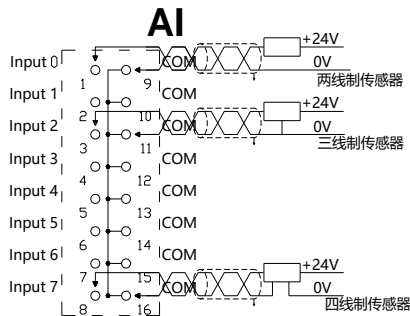 AI
+24V
Input 0 COM 0V
1 9 两线制传感器
Input 1 COM
2 10 +24V
Input 2 COM 0V
3 11 三线制传感器
Input 3 COM
4 12
Input 4 COM
5 13
Input 5 COM
6 14
Input 6 COM
7 15 +24V
Input 7 COM 0V
8 16 四线制传感器